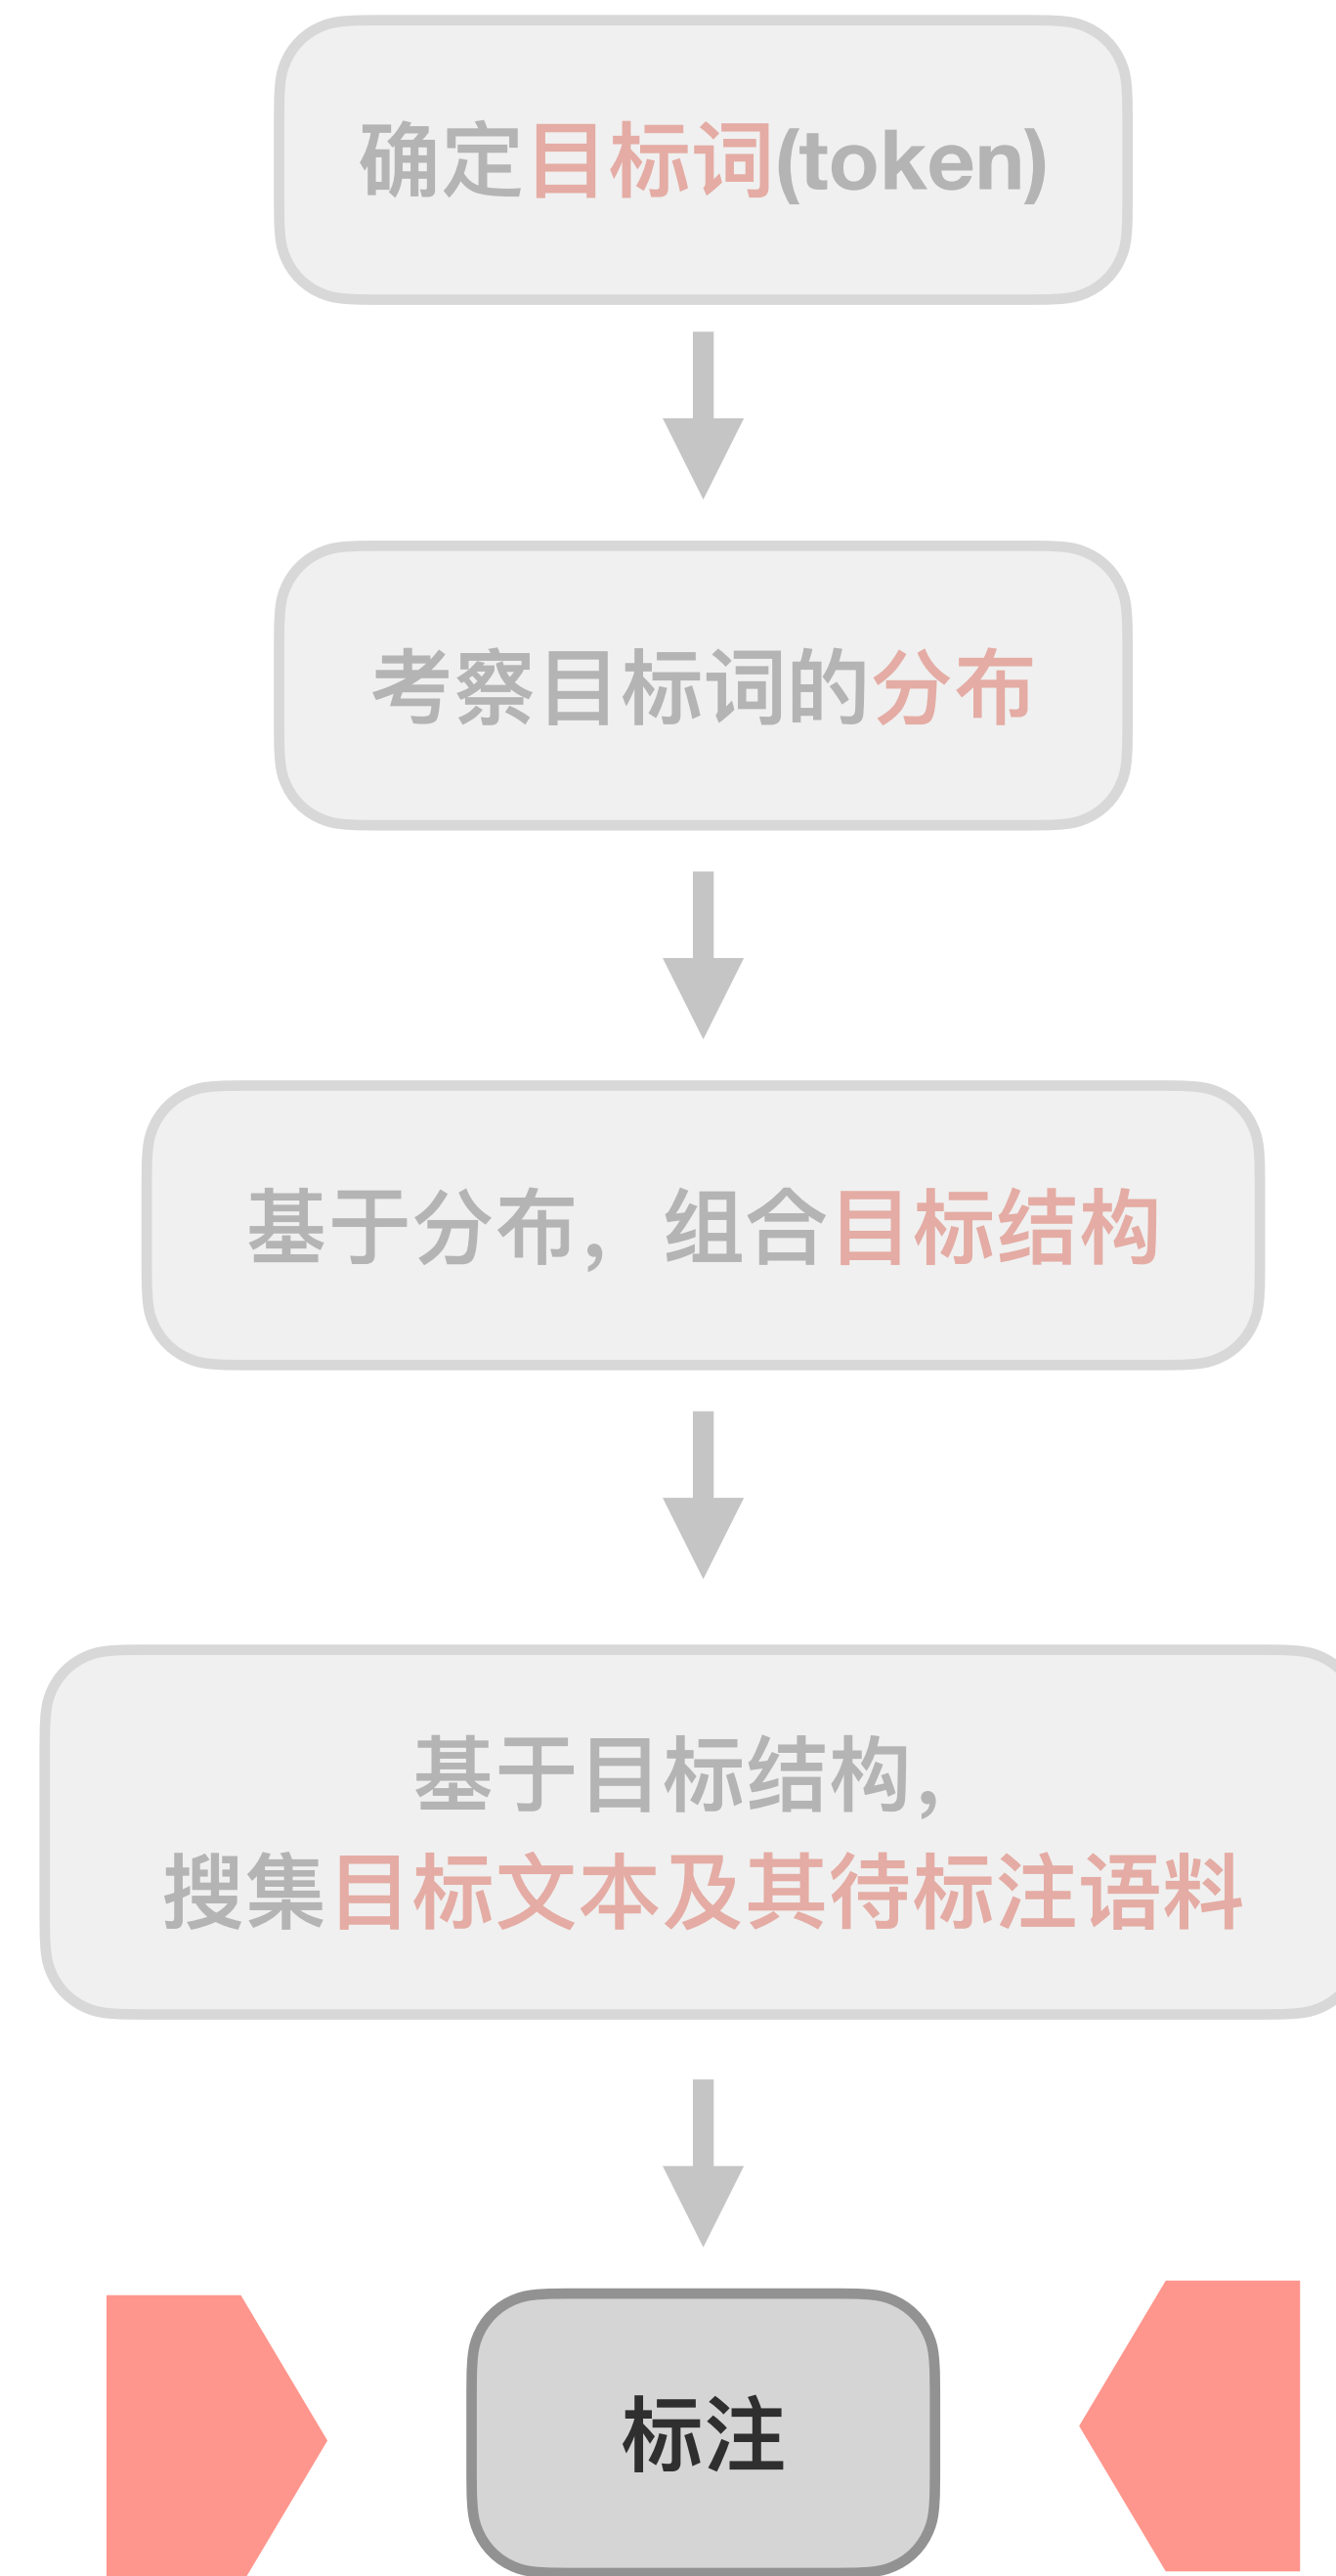 确定目标词(token)
考察目标词的分布
基于分布，组合目标结构
基于目标结构，
搜集目标文本及其待标注语料
标注